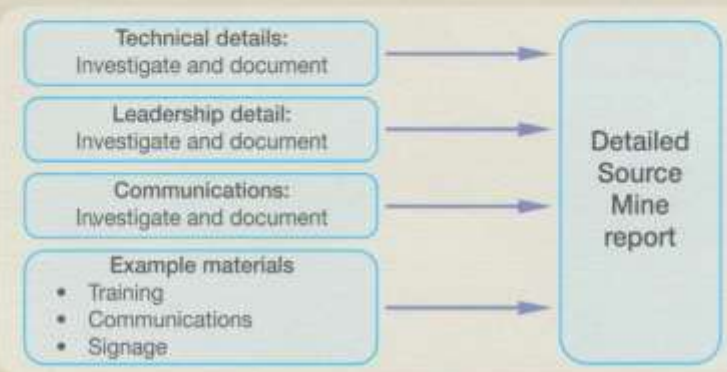 Technical details:
Investigate and document
Leadership detail:
Investigate and document
Communications:
Investigate and document
Example materials
• Training
• Communications
• Signage
Detailed
Source
Mine
report